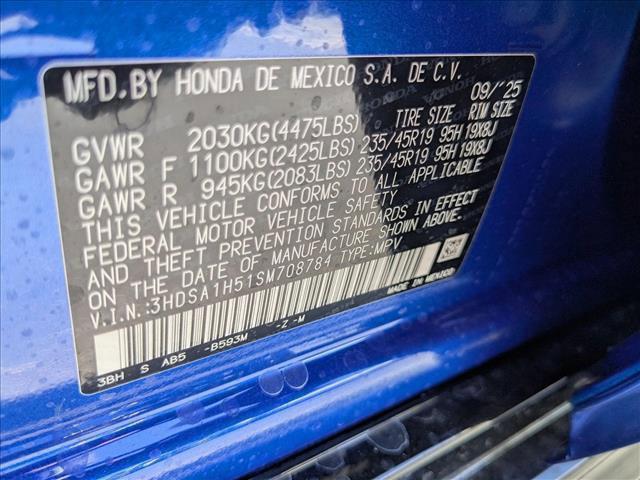 MFD. BY HONDA DE MEXICO S.A. DE C.V. 09/'25
TIRE SIZE RIM SIZE
GVWR 2030KG(4475LBS)
GAWR F 1100KG(2425LBS) 235/45R19 95H 19X8J
GAWR R 945KG(2083LBS) 235/45R19 95H 19X8J
THIS VEHICLE CONFORMS TO ALL APPLICABLE
FEDERAL MOTOR VEHICLE SAFETY
AND THEFT PREVENTION STANDARDS IN EFFECT
ON THE DATE OF MANUFACTURE SHOWN ABOVE.
V.I.N.:3HDSA1H51SM708784 TYPE:MPV
MADE IN MEXICO
3BH S AB5 -B593M -Z -M